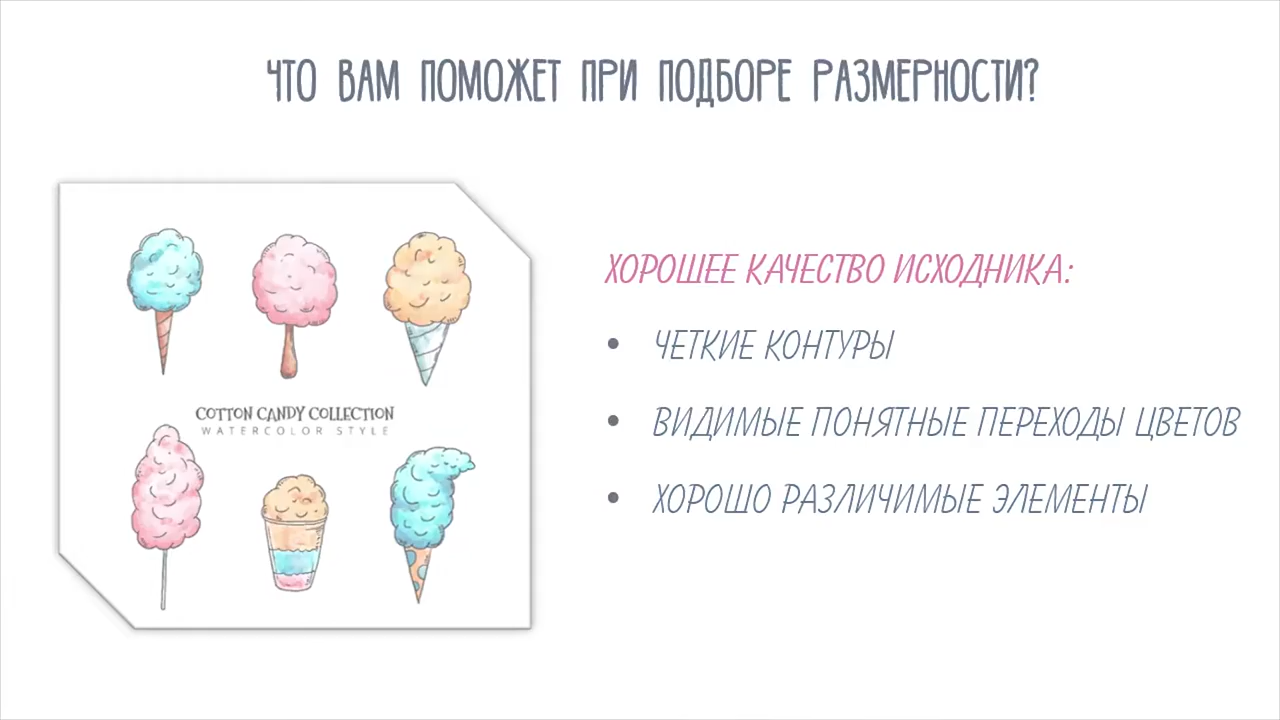 ЧТО ВАМ ПОМОЖЕТ ПРИ ПОДБОРЕ РАЗМЕРНОСТИ?
COTTON CANDY COLLECTION
WATERCOLOR STYLE
ХОРОШЕЕ КАЧЕСТВО ИСХОДНИКА:
• ЧЕТКИЕ КОНТУРЫ
• ВИДИМЫЕ ПОНЯТНЫЕ ПЕРЕХОДЫ ЦВЕТОВ
• ХОРОШО РАЗЛИЧИМЫЕ ЭЛЕМЕНТЫ